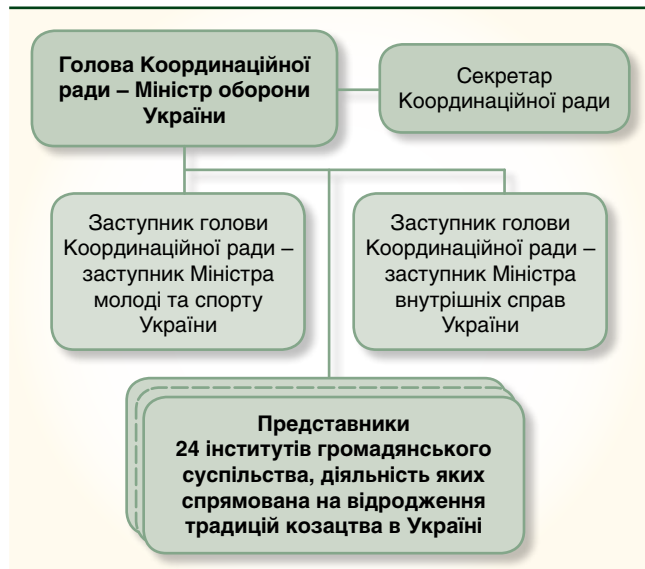 Голова Координаційної
ради – Міністр оборони
України
Секретар
Координаційної ради
Заступник голови
Координаційної ради –
заступник Міністра
молоді та спорту
України
Заступник голови
Координаційної ради –
заступник Міністра
внутрішніх справ
України
Представники
24 інститутів громадянського
суспільства, діяльність яких
спрямована на відродження
традицій козацтва в Україні